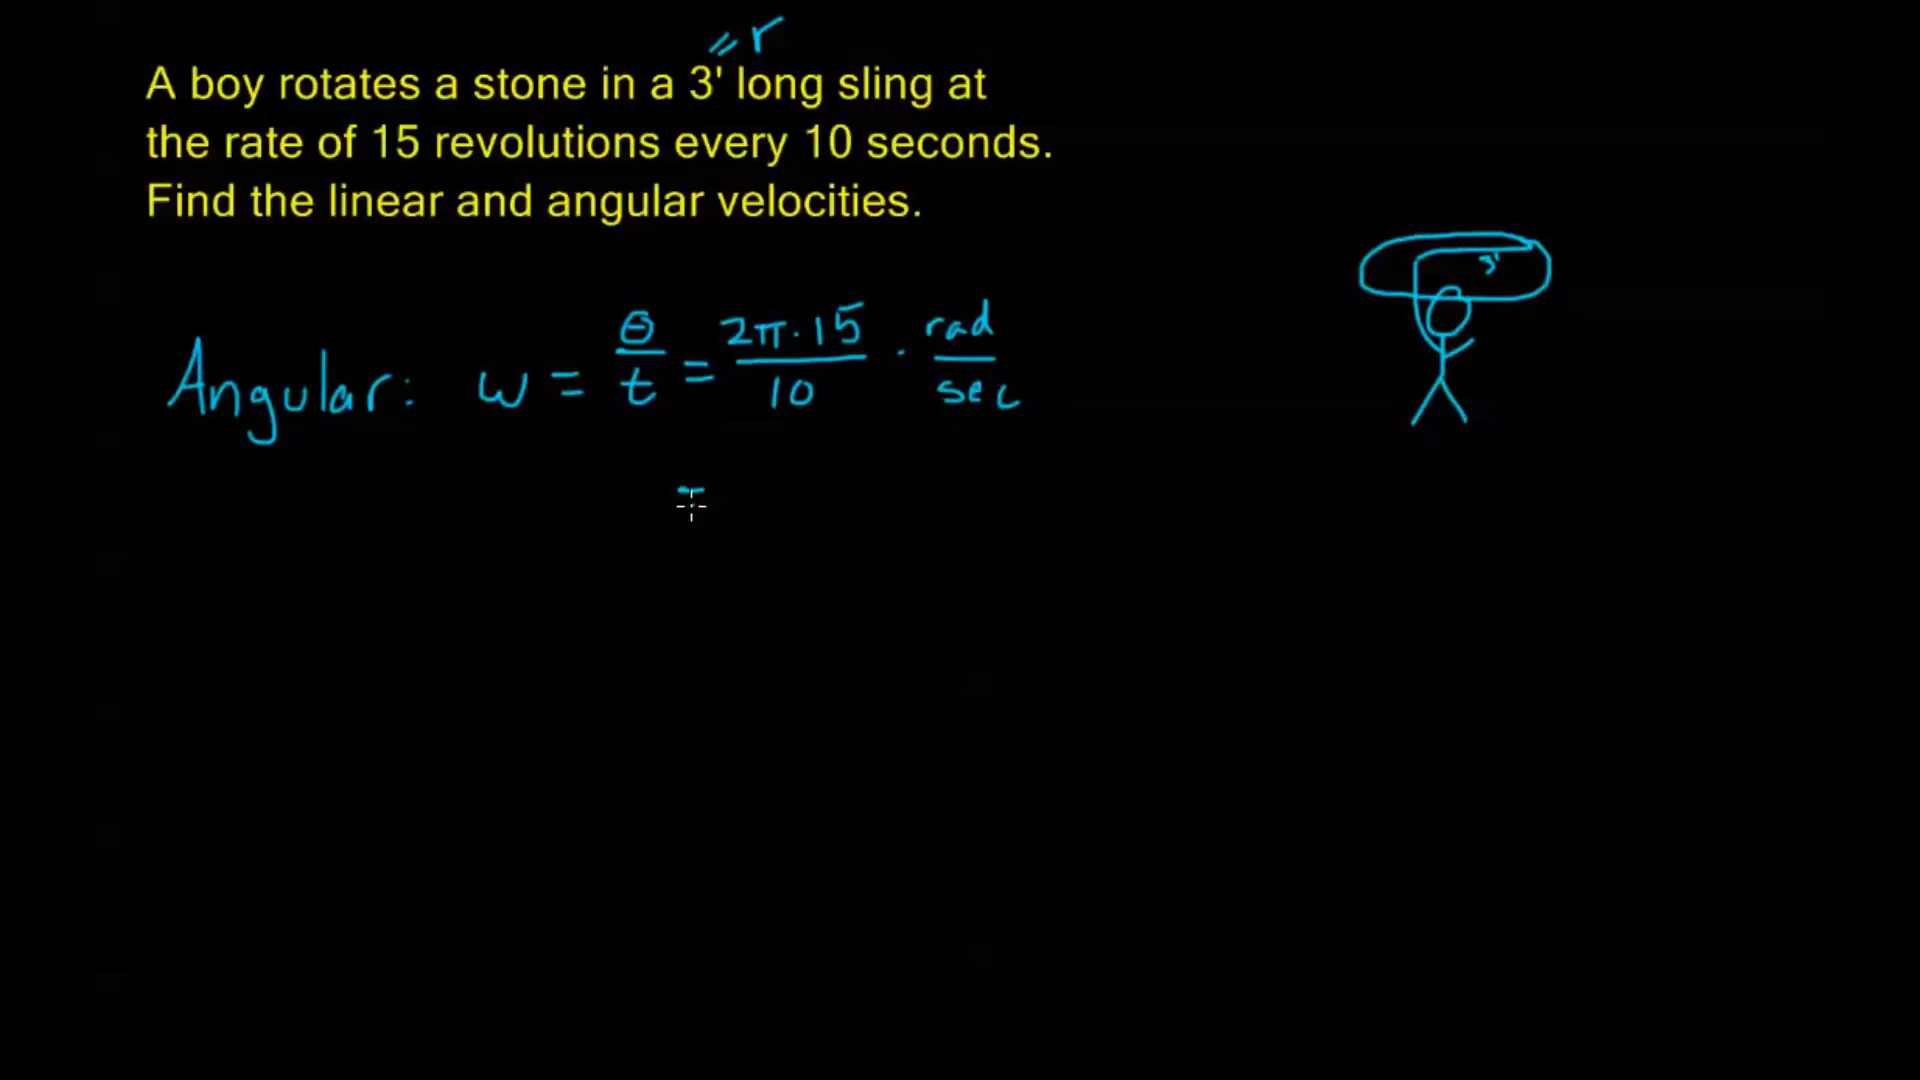 = r
A boy rotates a stone in a 3' long sling at
the rate of 15 revolutions every 10 seconds.
Find the linear and angular velocities.
3'
Angular: w = θ/t = 2π·15/10 · rad/sec